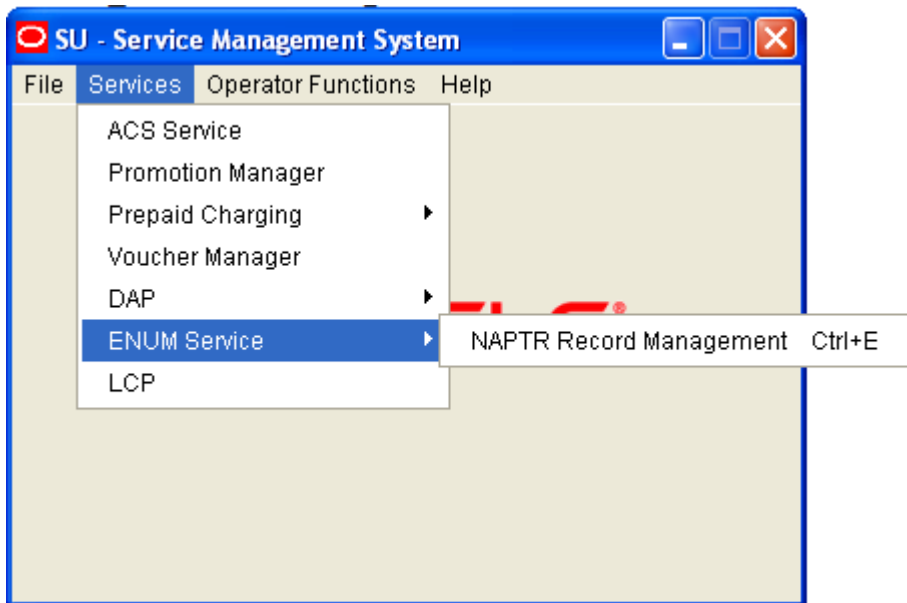 SU - Service Management System
File Services Operator Functions Help
ACS Service
Promotion Manager
Prepaid Charging
Voucher Manager
DAP
ENUM Service
NAPTR Record Management Ctrl+E
LCP